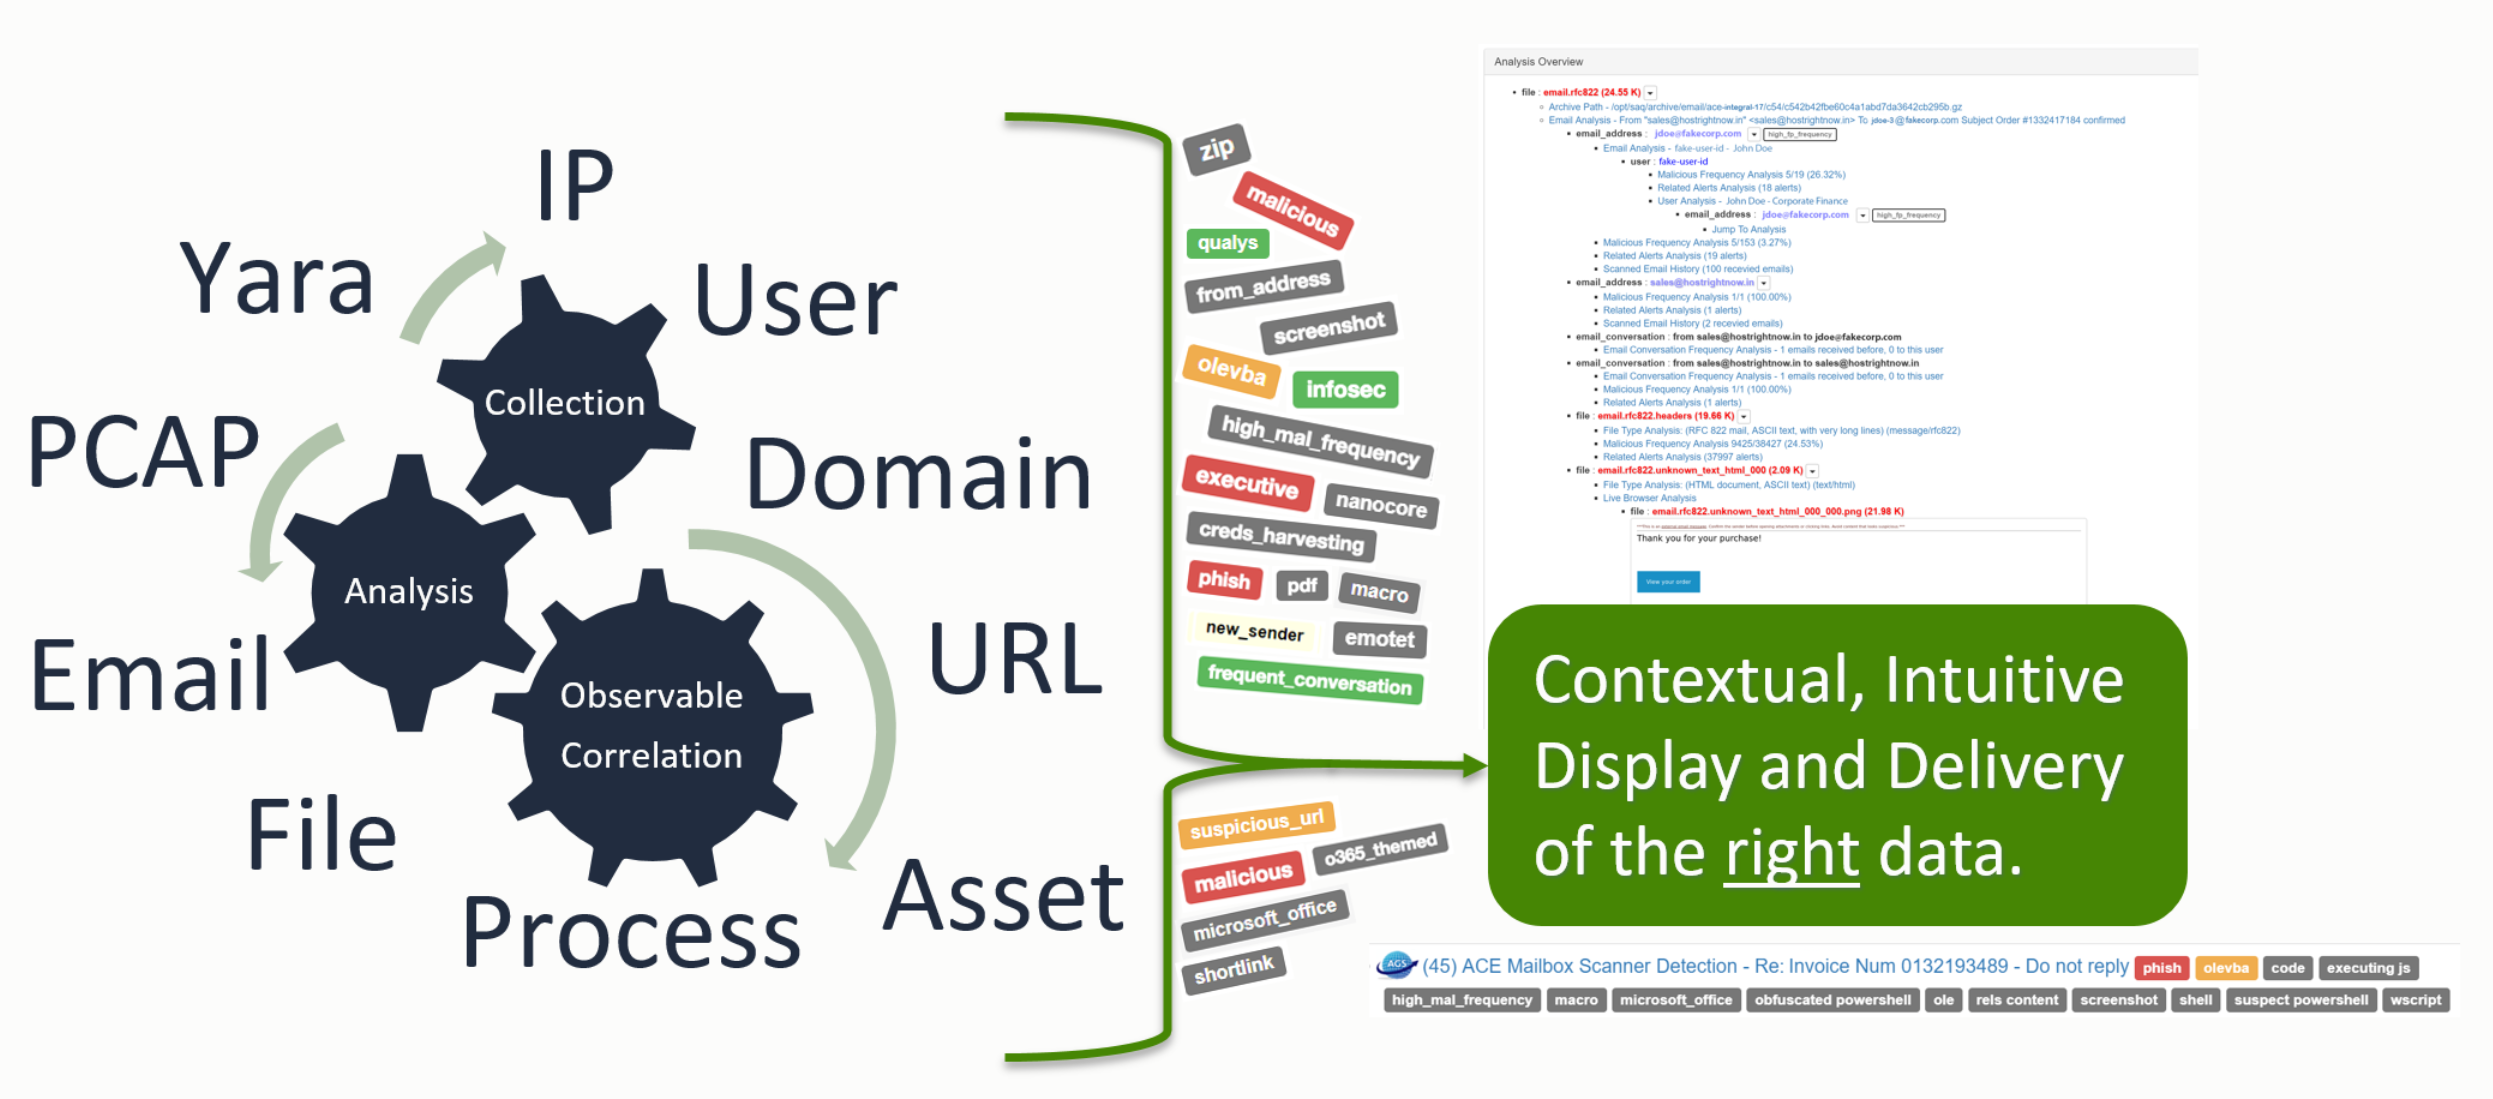 IP
Yara
User
Collection
PCAP
Domain
Analysis
Email
Observable
Correlation
URL
File
Process
Asset
zip
malicious
qualys
from_address
screenshot
olevba
infosec
high_mal_frequency
executive
nanocore
creds_harvesting
phish
pdf
macro
new_sender
emotet
frequent_conversation
suspicious_url
o365_themed
malicious
microsoft_office
shortlink
Analysis Overview
file : email.rfc822 (24.55 K)
Archive Path - /opt/saq/archive/email/ace-integral-17/c54/c542b42fbe60c4a1abd7da3642cb295b.gz
Email Analysis - From "sales@hostrightnow.in" <sales@hostrightnow.in> To jdoe-3@fakecorp.com Subject Order #1332417184 confirmed
email_address : jdoe@fakecorp.com high_fp_frequency
Email Analysis - fake-user-id - John Doe
user : fake-user-id
Malicious Frequency Analysis 5/19 (26.32%)
Related Alerts Analysis (18 alerts)
User Analysis - John Doe - Corporate Finance
email_address : jdoe@fakecorp.com high_fp_frequency
Jump To Analysis
Malicious Frequency Analysis 5/153 (3.27%)
Related Alerts Analysis (19 alerts)
Scanned Email History (100 recevied emails)
email_address : sales@hostrightnow.in
Malicious Frequency Analysis 1/1 (100.00%)
Related Alerts Analysis (1 alerts)
Scanned Email History (2 recevied emails)
email_conversation : from sales@hostrightnow.in to jdoe@fakecorp.com
Email Conversation Frequency Analysis - 1 emails received before, 0 to this user
email_conversation : from sales@hostrightnow.in to sales@hostrightnow.in
Email Conversation Frequency Analysis - 1 emails received before, 0 to this user
Malicious Frequency Analysis 1/1 (100.00%)
Related Alerts Analysis (1 alerts)
file : email.rfc822.headers (19.66 K)
File Type Analysis: (RFC 822 mail, ASCII text, with very long lines) (message/rfc822)
Malicious Frequency Analysis 9425/38427 (24.53%)
Related Alerts Analysis (37997 alerts)
file : email.rfc822.unknown_text_html_000 (2.09 K)
File Type Analysis: (HTML document, ASCII text) (text/html)
Live Browser Analysis
file : email.rfc822.unknown_text_html_000_000.png (21.98 K)
Thank you for your purchase!
View your order
Contextual, Intuitive
Display and Delivery
of the right data.
AGS (45) ACE Mailbox Scanner Detection - Re: Invoice Num 0132193489 - Do not reply phish olevba code executing js
high_mal_frequency macro microsoft_office obfuscated powershell ole rels content screenshot shell suspect powershell wscript